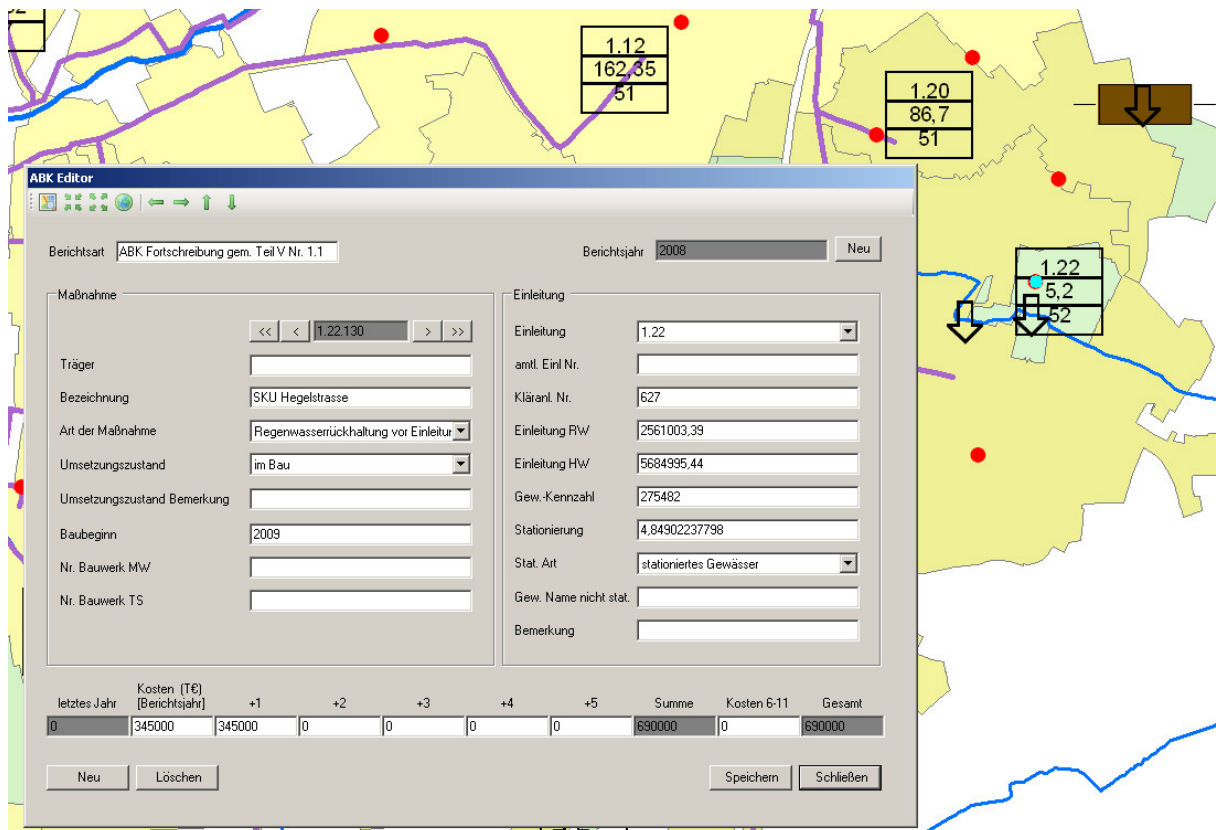 1.12
162,35
51
1.20
86,7
51
1.22
5,2
52
ABK Editor
Berichtsart ABK Fortschreibung gem. Teil V Nr. 1.1 Berichtsjahr 2008 Neu
Maßnahme
<< < 1.22.130 > >>
Träger
Bezeichnung SKU Hegelstrasse
Art der Maßnahme Regenwasserrückhaltung vor Einleitur
Umsetzungszustand im Bau
Umsetzungszustand Bemerkung
Baubeginn 2009
Nr. Bauwerk MW
Nr. Bauwerk TS
Einleitung
Einleitung 1.22
amtl. Einl Nr.
Kläranl. Nr. 627
Einleitung RW 2561003,39
Einleitung HW 5684995,44
Gew.-Kennzahl 275482
Stationierung 4,84902237798
Stat. Art stationiertes Gewässer
Gew. Name nicht stat.
Bemerkung
letztes Jahr Kosten (T€) [Berichtsjahr] +1 +2 +3 +4 +5 Summe Kosten 6-11 Gesamt
0 345000 345000 0 0 0 0 690000 0 690000
Neu Löschen Speichern Schließen